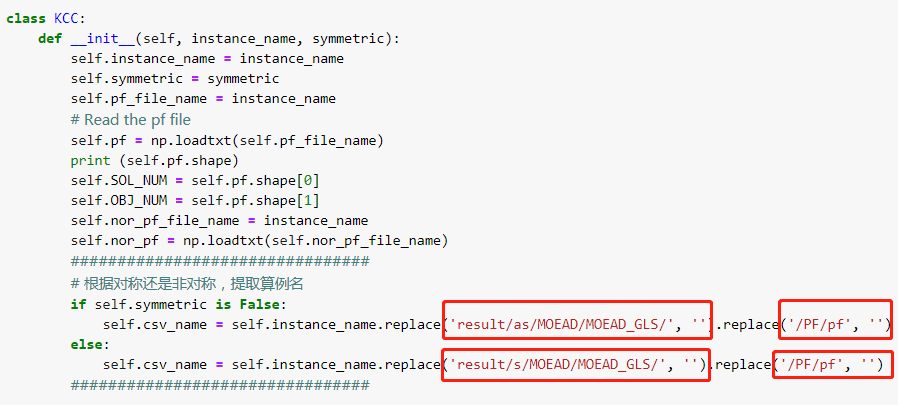 class KCC:
    def __init__(self, instance_name, symmetric):
        self.instance_name = instance_name
        self.symmetric = symmetric
        self.pf_file_name = instance_name
        # Read the pf file
        self.pf = np.loadtxt(self.pf_file_name)
        print (self.pf.shape)
        self.SOL_NUM = self.pf.shape[0]
        self.OBJ_NUM = self.pf.shape[1]
        self.nor_pf_file_name = instance_name
        self.nor_pf = np.loadtxt(self.nor_pf_file_name)
        #################################
        # 根据对称还是非对称，提取算例名
        if self.symmetric is False:
            self.csv_name = self.instance_name.replace('result/as/MOEAD/MOEAD_GLS/', '').replace('/PF/pf', '')
        else:
            self.csv_name = self.instance_name.replace('result/s/MOEAD/MOEAD_GLS/', '').replace('/PF/pf', '')
        #################################